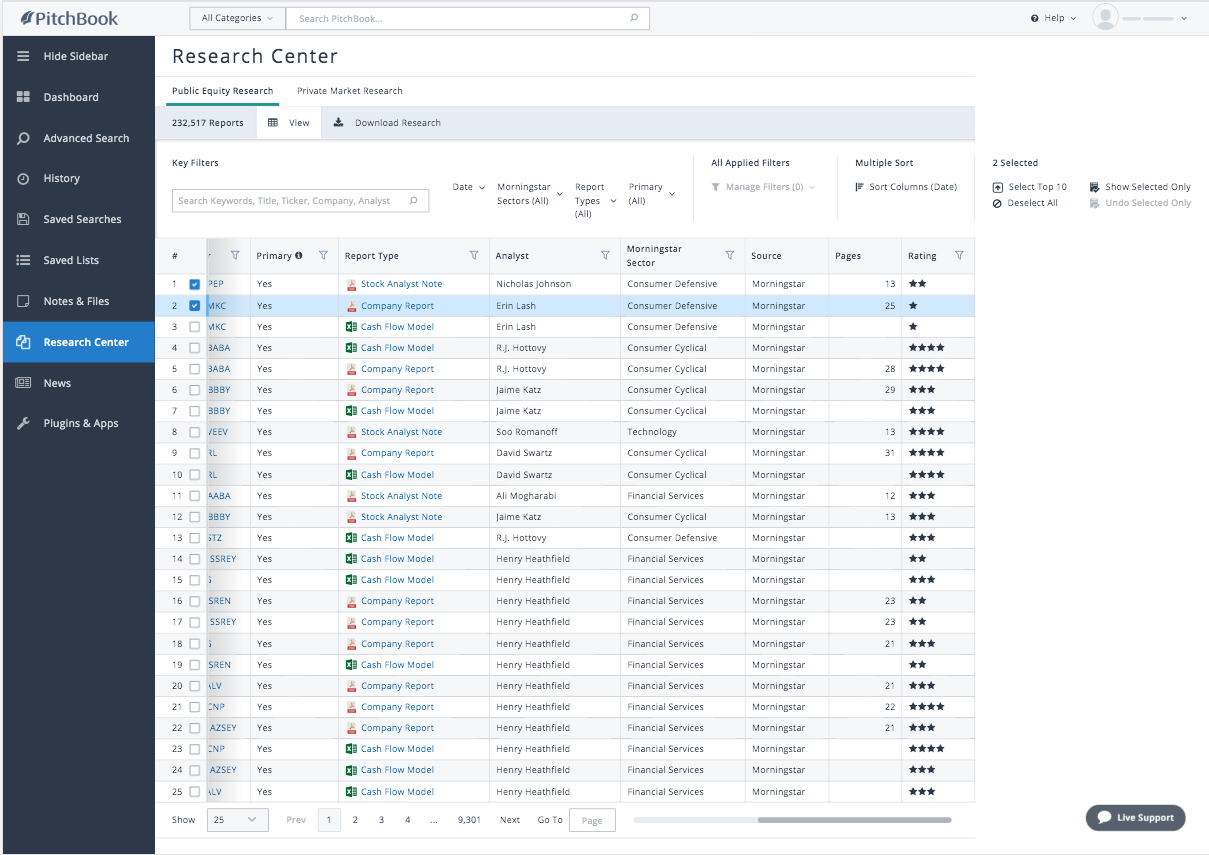 PitchBook
All Categories
Search PitchBook...
Help
Hide Sidebar
Dashboard
Advanced Search
History
Saved Searches
Saved Lists
Notes & Files
Research Center
News
Plugins & Apps
Research Center
Public Equity Research Private Market Research
232,517 Reports View Download Research
Key Filters
Search Keywords, Title, Ticker, Company, Analyst
Date
Morningstar
Sectors (All)
Report
Types
(All)
Primary
(All)
All Applied Filters
Manage Filters (0)
Multiple Sort
Sort Columns (Date)
2 Selected
Select Top 10 Show Selected Only
Deselect All Undo Selected Only
# Primary Report Type Analyst Morningstar Sector Source Pages Rating
1 PEP Yes Stock Analyst Note Nicholas Johnson Consumer Defensive Morningstar 13 ★★
2 MKC Yes Company Report Erin Lash Consumer Defensive Morningstar 25 ★
3 MKC Yes Cash Flow Model Erin Lash Consumer Defensive Morningstar ★
4 BABA Yes Cash Flow Model R.J. Hottovy Consumer Cyclical Morningstar ★★★★
5 BABA Yes Company Report R.J. Hottovy Consumer Cyclical Morningstar 28 ★★★★
6 BBBY Yes Company Report Jaime Katz Consumer Cyclical Morningstar 29 ★★★
7 BBBY Yes Cash Flow Model Jaime Katz Consumer Cyclical Morningstar ★★★
8 VEEV Yes Stock Analyst Note Soo Romanoff Technology Morningstar 13 ★★★★
9 RL Yes Company Report David Swartz Consumer Cyclical Morningstar 31 ★★★★
10 RL Yes Cash Flow Model David Swartz Consumer Cyclical Morningstar ★★★★
11 AABA Yes Stock Analyst Note Ali Mogharabi Financial Services Morningstar 12 ★★★
12 BBBY Yes Stock Analyst Note Jaime Katz Consumer Cyclical Morningstar 13 ★★★
13 STZ Yes Cash Flow Model R.J. Hottovy Consumer Defensive Morningstar ★★★
14 SSREY Yes Cash Flow Model Henry Heathfield Financial Services Morningstar ★★
15 Yes Cash Flow Model Henry Heathfield Financial Services Morningstar ★★★
16 SREN Yes Company Report Henry Heathfield Financial Services Morningstar 23 ★★
17 SSREY Yes Company Report Henry Heathfield Financial Services Morningstar 23 ★★
18 Yes Company Report Henry Heathfield Financial Services Morningstar 21 ★★★
19 SREN Yes Cash Flow Model Henry Heathfield Financial Services Morningstar ★★
20 ALV Yes Company Report Henry Heathfield Financial Services Morningstar 21 ★★★
21 CNP Yes Company Report Henry Heathfield Financial Services Morningstar 22 ★★★★
22 AZSEY Yes Company Report Henry Heathfield Financial Services Morningstar 21 ★★★
23 CNP Yes Cash Flow Model Henry Heathfield Financial Services Morningstar ★★★★
24 AZSEY Yes Cash Flow Model Henry Heathfield Financial Services Morningstar ★★★
25 ALV Yes Cash Flow Model Henry Heathfield Financial Services Morningstar ★★★
Show 25 Prev 1 2 3 4 ... 9,301 Next Go To Page
Live Support